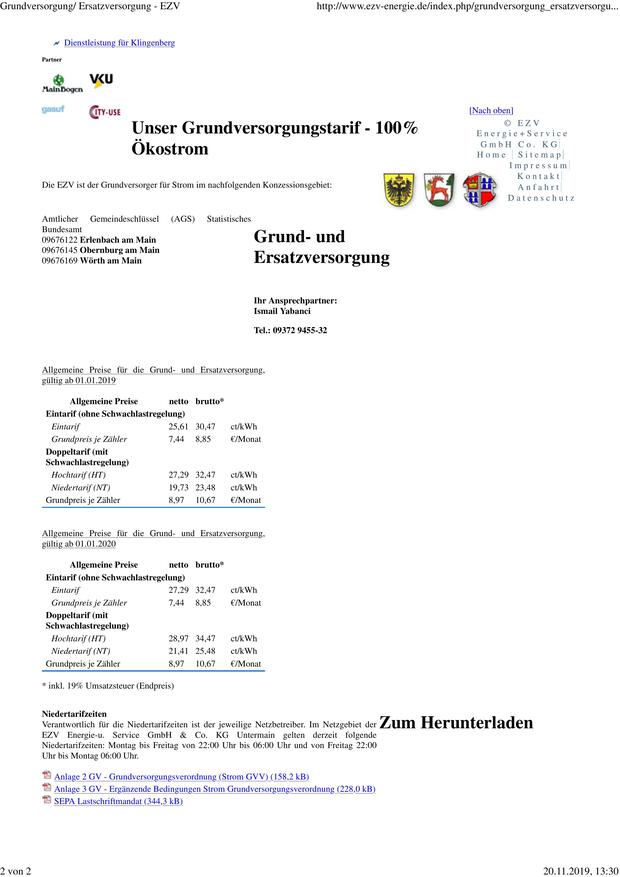 Grundversorgung/ Ersatzversorgung - EZV
http://www.ezv-energie.de/index.php/grundversorgung_ersatzversorgu...
Dienstleistung für Klingenberg
Partner
MainBogen VKU
gasuf CITY-USE
[Nach oben]
© EZV
Energie+Service
GmbH Co. KG|
Home | Sitemap|
Impressum|
Kontakt|
Anfahrt|
Datenschutz
Unser Grundversorgungstarif - 100%
Ökostrom
Die EZV ist der Grundversorger für Strom im nachfolgenden Konzessionsgebiet:
Amtlicher Gemeindeschlüssel (AGS) Statistisches
Bundesamt
09676122 Erlenbach am Main
09676145 Obernburg am Main
09676169 Wörth am Main
Grund- und
Ersatzversorgung
Ihr Ansprechpartner:
Ismail Yabanci
Tel.: 09372 9455-32
Allgemeine Preise für die Grund- und Ersatzversorgung,
gültig ab 01.01.2019
Allgemeine Preise netto brutto*
Eintarif (ohne Schwachlastregelung)
Eintarif 25,61 30,47 ct/kWh
Grundpreis je Zähler 7,44 8,85 €/Monat
Doppeltarif (mit
Schwachlastregelung)
Hochtarif (HT) 27,29 32,47 ct/kWh
Niedertarif (NT) 19,73 23,48 ct/kWh
Grundpreis je Zähler 8,97 10,67 €/Monat
Allgemeine Preise für die Grund- und Ersatzversorgung,
gültig ab 01.01.2020
Allgemeine Preise netto brutto*
Eintarif (ohne Schwachlastregelung)
Eintarif 27,29 32,47 ct/kWh
Grundpreis je Zähler 7,44 8,85 €/Monat
Doppeltarif (mit
Schwachlastregelung)
Hochtarif (HT) 28,97 34,47 ct/kWh
Niedertarif (NT) 21,41 25,48 ct/kWh
Grundpreis je Zähler 8,97 10,67 €/Monat
* inkl. 19% Umsatzsteuer (Endpreis)
Niedertarifzeiten
Verantwortlich für die Niedertarifzeiten ist der jeweilige Netzbetreiber. Im Netzgebiet der
EZV Energie-u. Service GmbH & Co. KG Untermain gelten derzeit folgende
Niedertarifzeiten: Montag bis Freitag von 22:00 Uhr bis 06:00 Uhr und von Freitag 22:00
Uhr bis Montag 06:00 Uhr.
Zum Herunterladen
Anlage 2 GV - Grundversorgungsverordnung (Strom GVV) (158,2 kB)
Anlage 3 GV - Ergänzende Bedingungen Strom Grundversorgungsverordnung (228,0 kB)
SEPA Lastschriftmandat (344,3 kB)
2 von 2
20.11.2019, 13:30